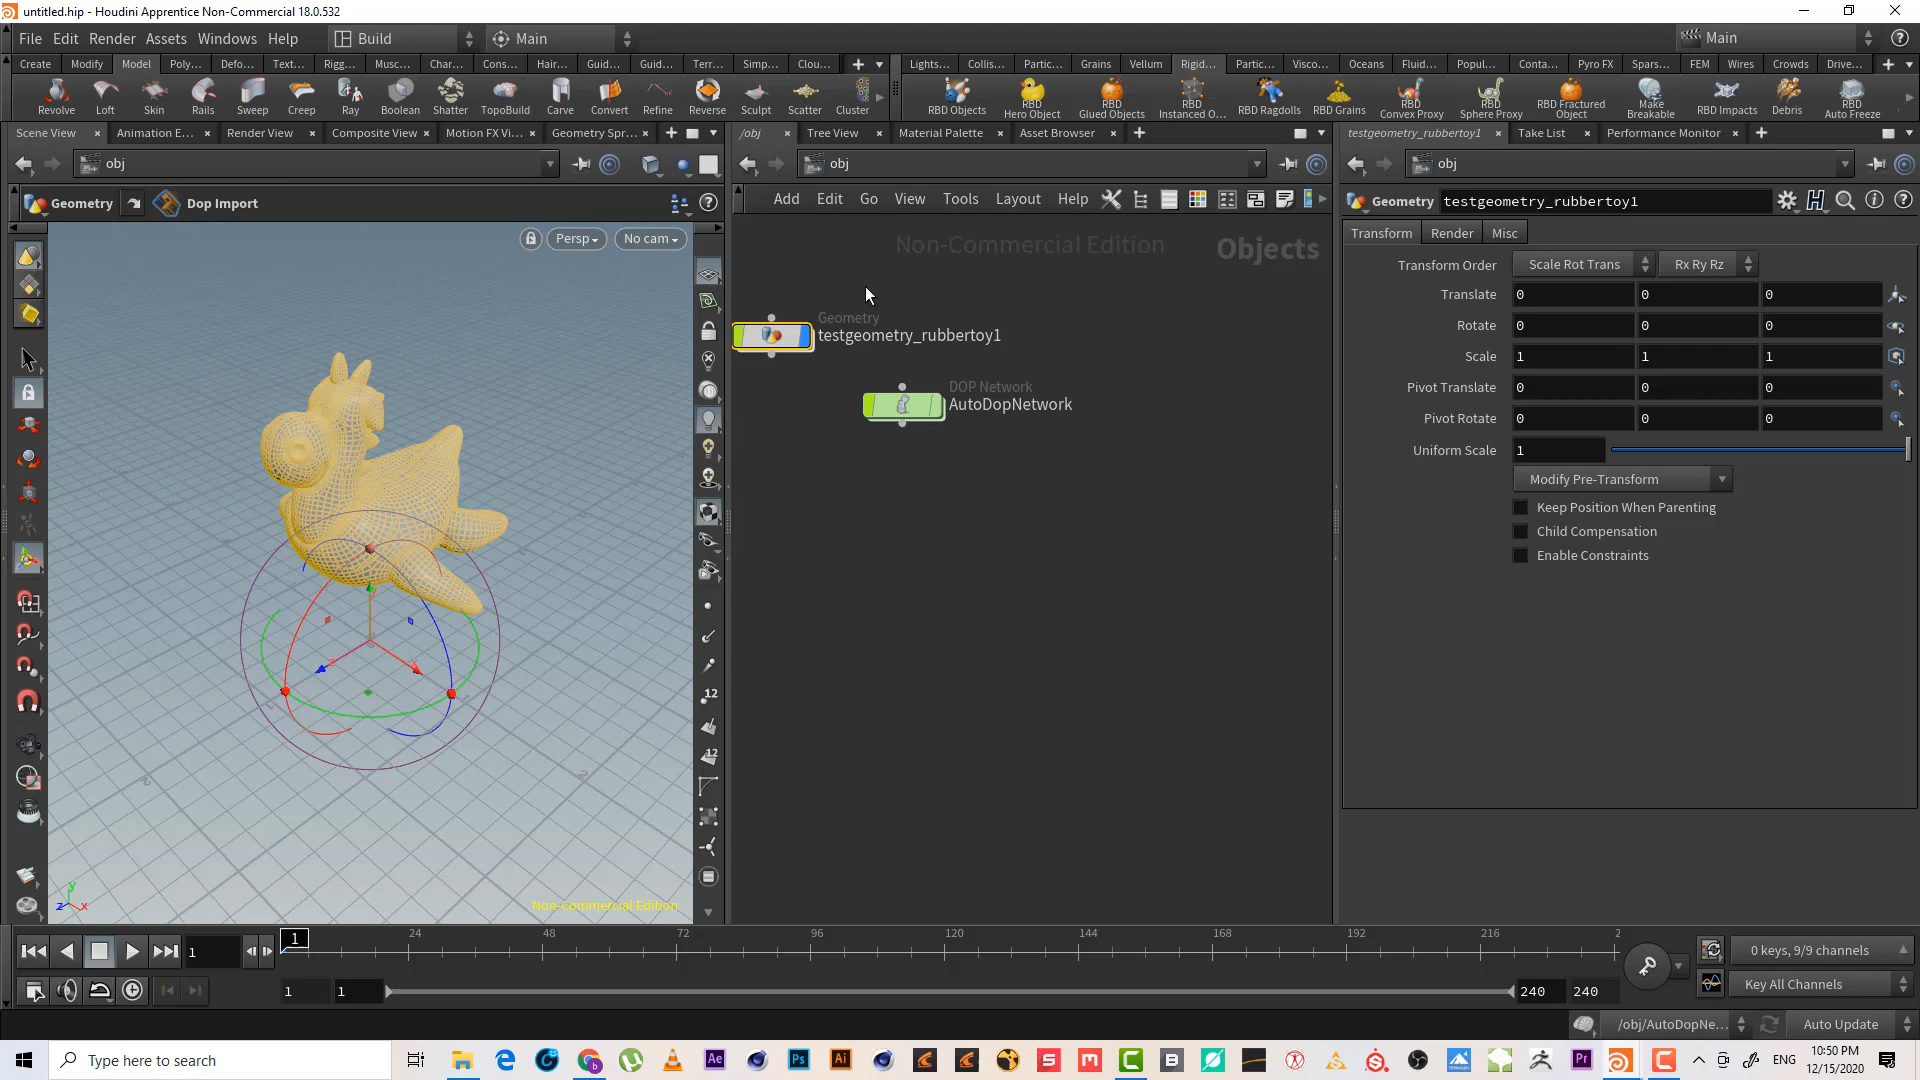 untitled.hip - Houdini Apprentice Non-Commercial 18.0.532
File Edit Render Assets Windows Help Build Main Main
Create Modify Model Poly... Defo... Text... Rigg... Musc... Char... Cons... Hair... Guid... Guid... Terr... Simp... Clou... Lights... Collis... Partic... Grains Vellum Rigid... Partic... Visco... Oceans Fluid... Popul... Conta... Pyro FX Spars... FEM Wires Crowds Drive...
Revolve Loft Skin Rails Sweep Creep Ray Boolean Shatter TopoBuild Carve Convert Refine Reverse Sculpt Scatter Cluster
RBD Objects
RBD
Hero Object
RBD
Glued Objects
RBD
Instanced O...
RBD Ragdolls
RBD Grains
RBD
Convex Proxy
RBD
Sphere Proxy
RBD Fractured
Object
Make
Breakable
RBD Impacts
Debris
RBD
Auto Freeze
Scene View Animation E... Render View Composite View Motion FX Vi... Geometry Spr...
/obj Tree View Material Palette Asset Browser
testgeometry_rubbertoy1 Take List Performance Monitor
obj
obj
obj
Geometry Dop Import
Add Edit Go View Tools Layout Help
Geometry testgeometry_rubbertoy1
Persp No cam
Non-Commercial Edition
Objects
Geometry
testgeometry_rubbertoy1
DOP Network
AutoDopNetwork
Transform Render Misc
Transform Order Scale Rot Trans Rx Ry Rz
Translate 0 0 0
Rotate 0 0 0
Scale 1 1 1
Pivot Translate 0 0 0
Pivot Rotate 0 0 0
Uniform Scale 1
Modify Pre-Transform
Keep Position When Parenting
Child Compensation
Enable Constraints
12
12
z x
y
z x
Non-Commercial Edition
1 1 24 48 72 96 120 144 168 192 216 2
0 keys, 9/9 channels
1 1 240 240
Key All Channels
/obj/AutoDopNe... Auto Update
Type here to search
Ae Ps Ai S M C B Pr C
ENG
10:50 PM
12/15/2020